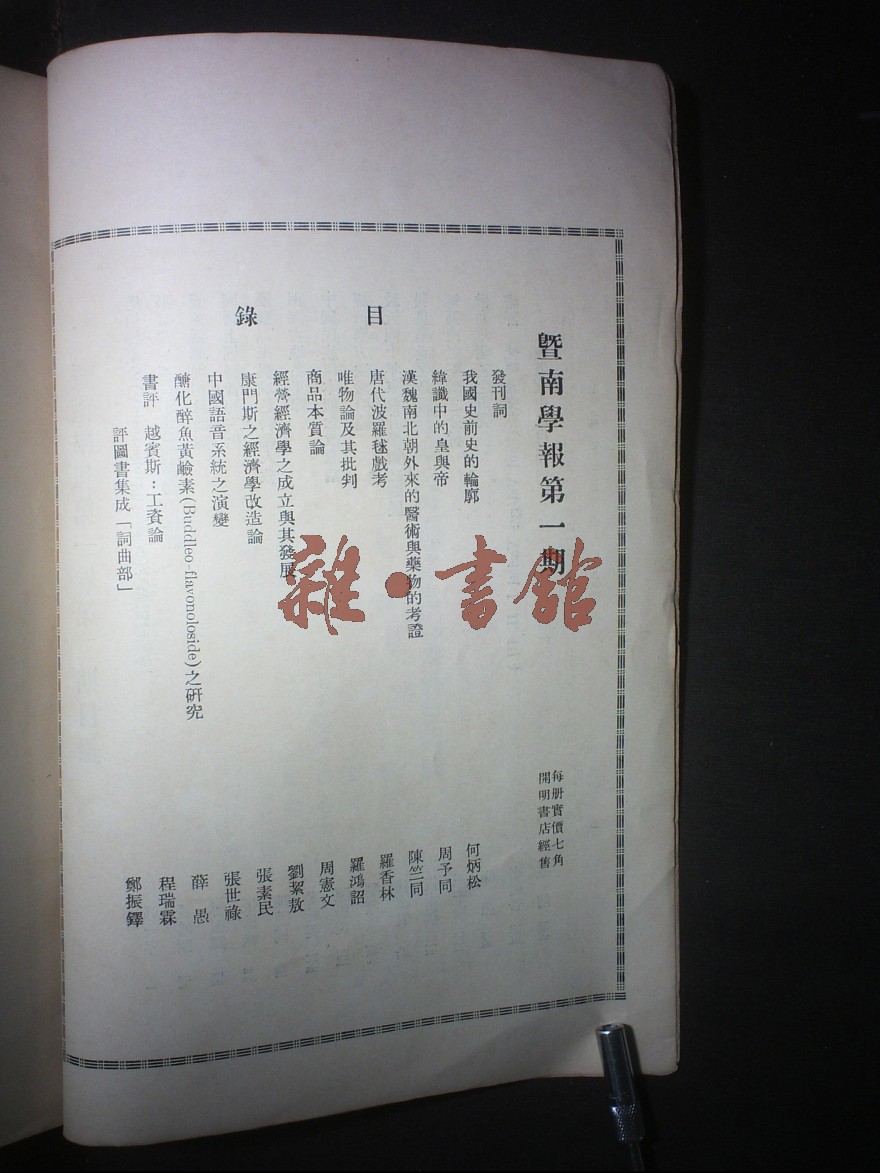 暨南學報第一期
每册實價七角
開明書店經售
目錄
發刊詞
我國史前史的輪廓 何炳松
緯讖中的皇與帝 周予同
漢魏南北朝外來的醫術與藥物的考證 陳竺同
唐代波羅毬戲考 羅香林
唯物論及其批判 羅鴻詔
商品本質論 周憲文
經營經濟學之成立與其發展 劉絜敖
康門斯之經濟學改造論 張素民
中國語音系統之演變 張世祿
醣化醉魚黃鹼素(Buddleo-flavonoloside)之研究 薛愚
書評 越賓斯：工資論 程瑞霖
評圖書集成「詞曲部」 鄭振鐸
雜·書館